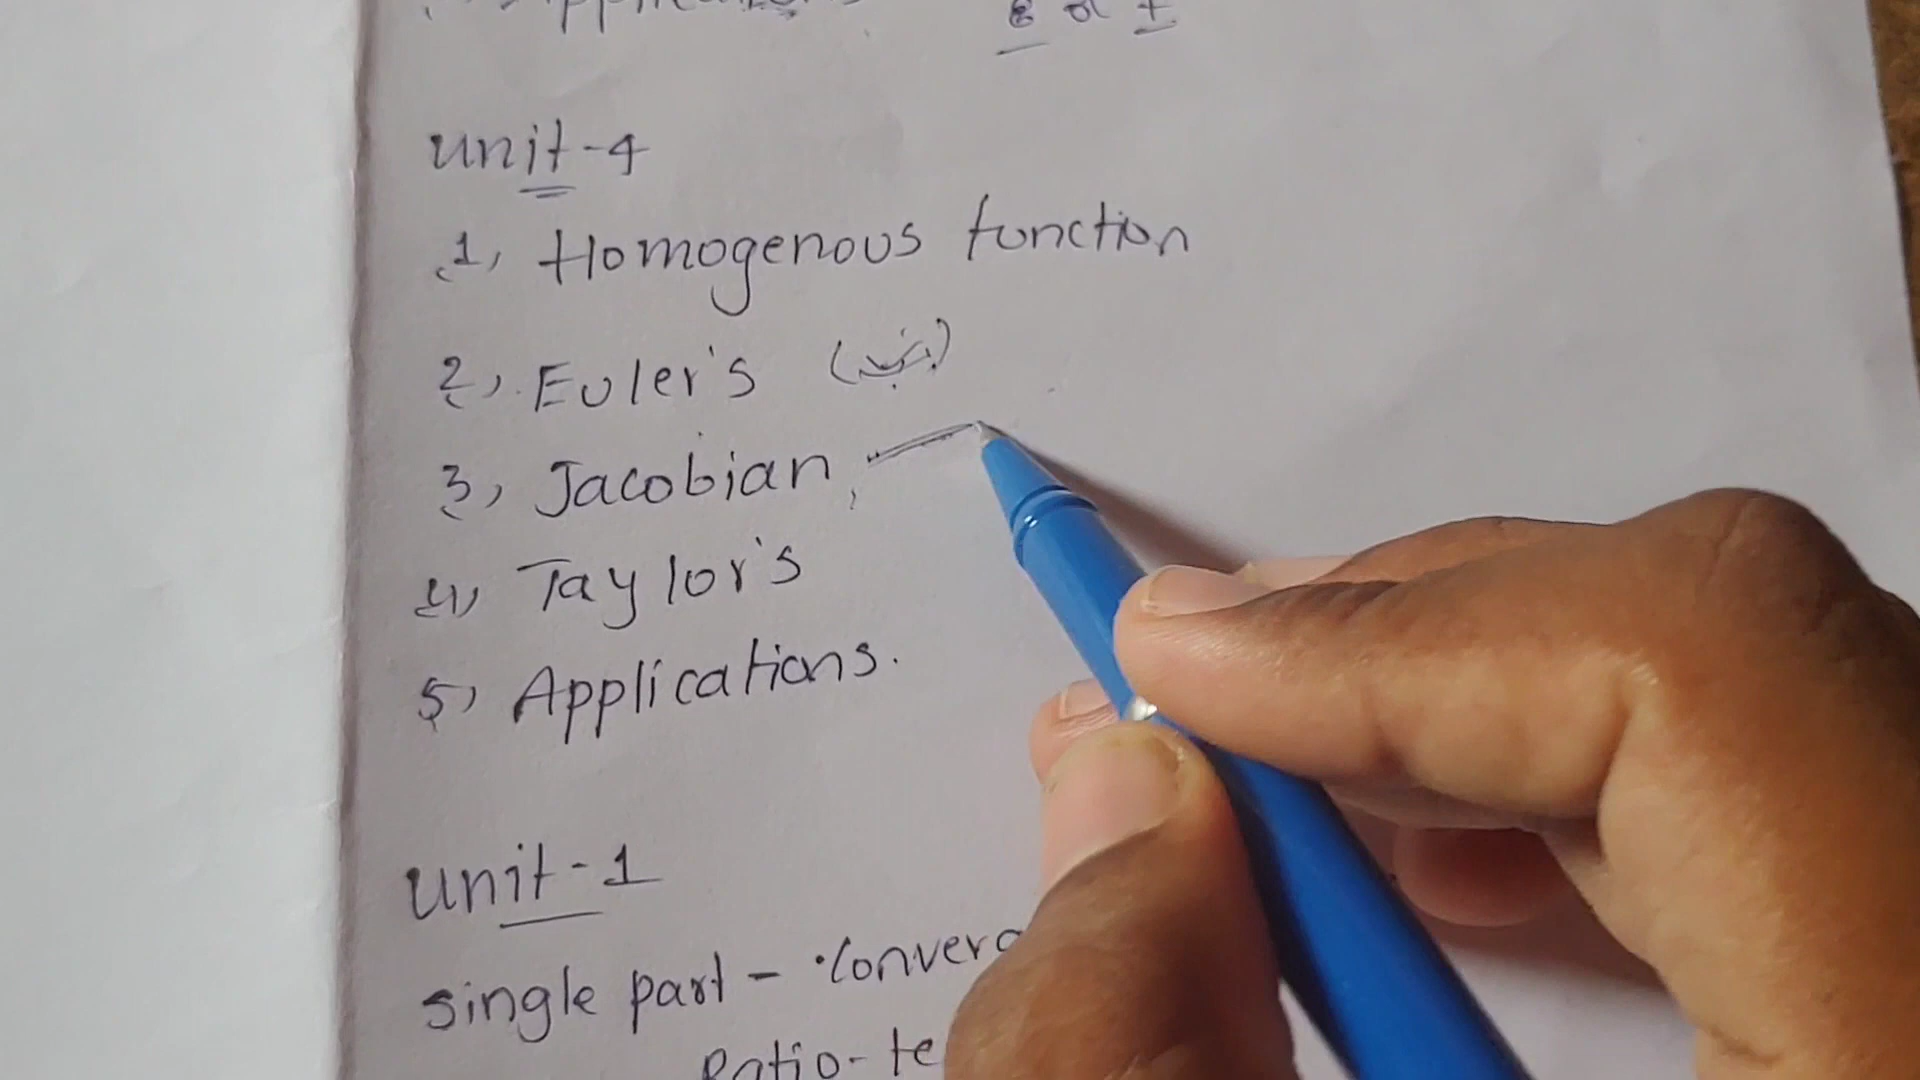 Applications
unit-4
1, Homogenous function
2, Euler's
3, Jacobian,
4, Taylor's
5, Applications.
unit-1
single part - Converg
Ratio-te